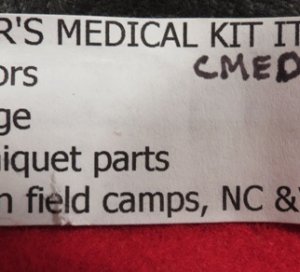 R'S MEDICAL KIT IT
ors CMED
ge
niquet parts
n field camps, NC &